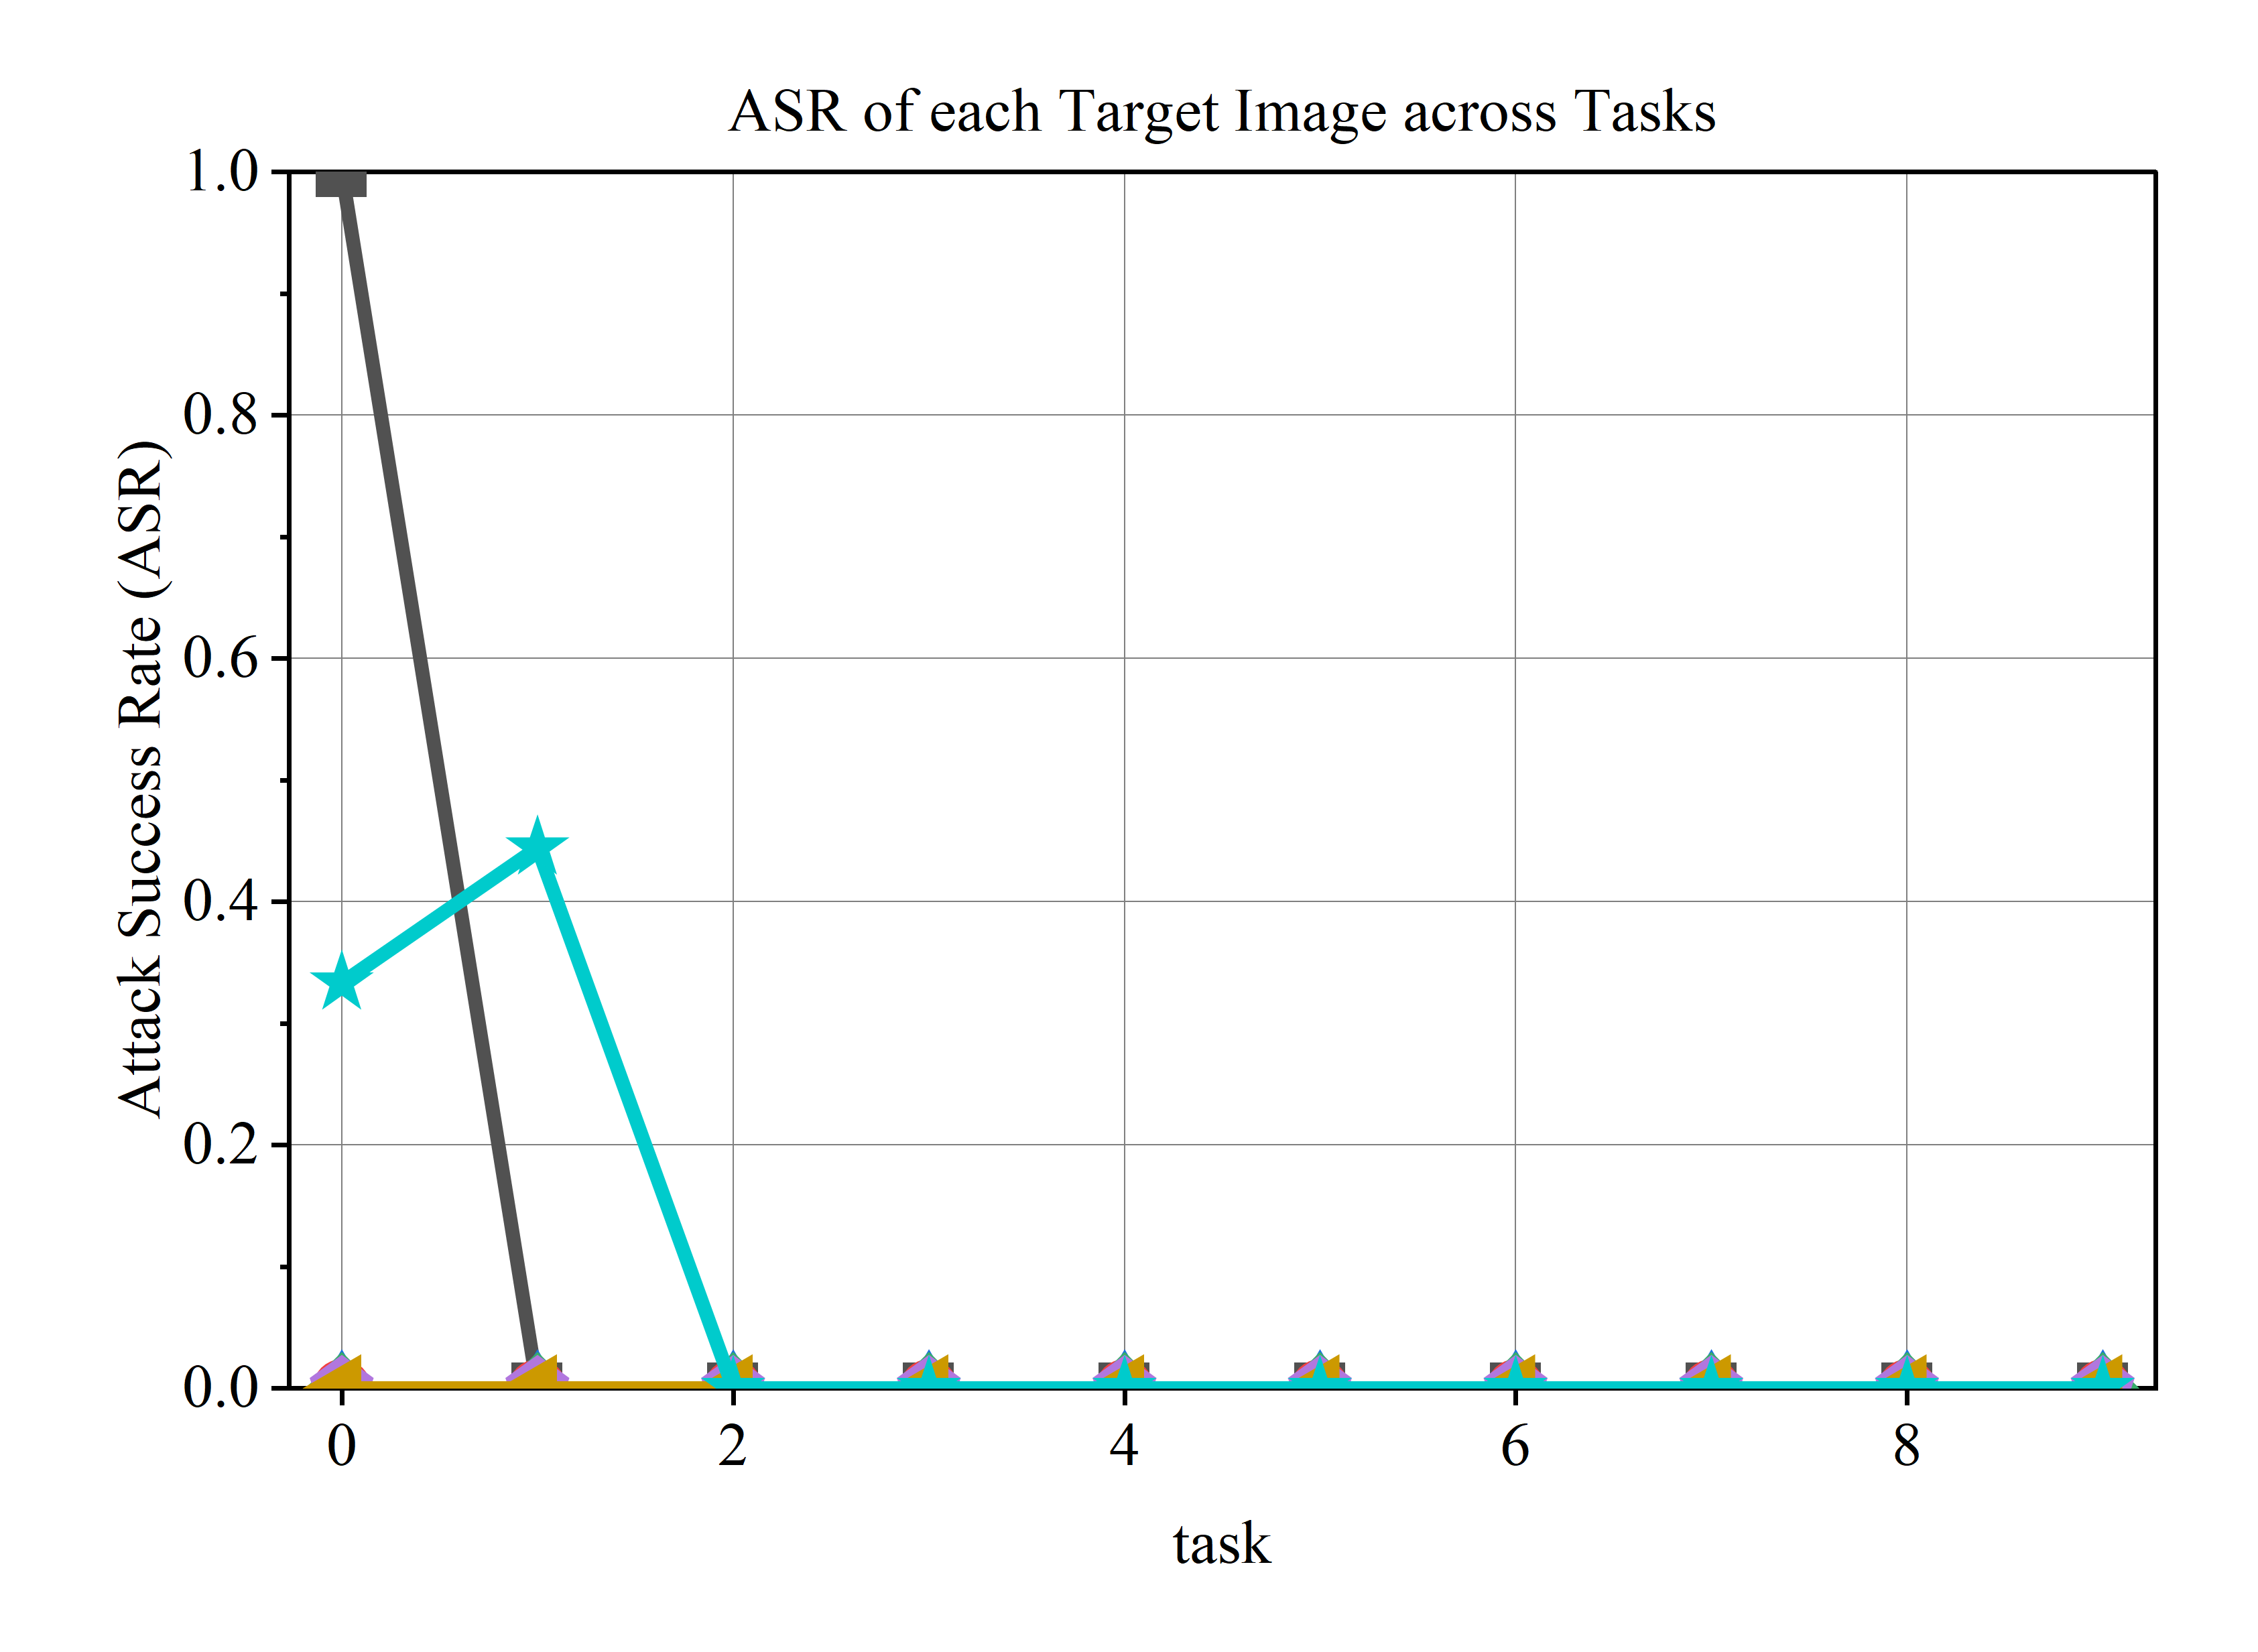 ASR of each Target Image across Tasks
Attack Success Rate (ASR)
1.0
0.8
0.6
0.4
0.2
0.0
0 2 4 6 8
task